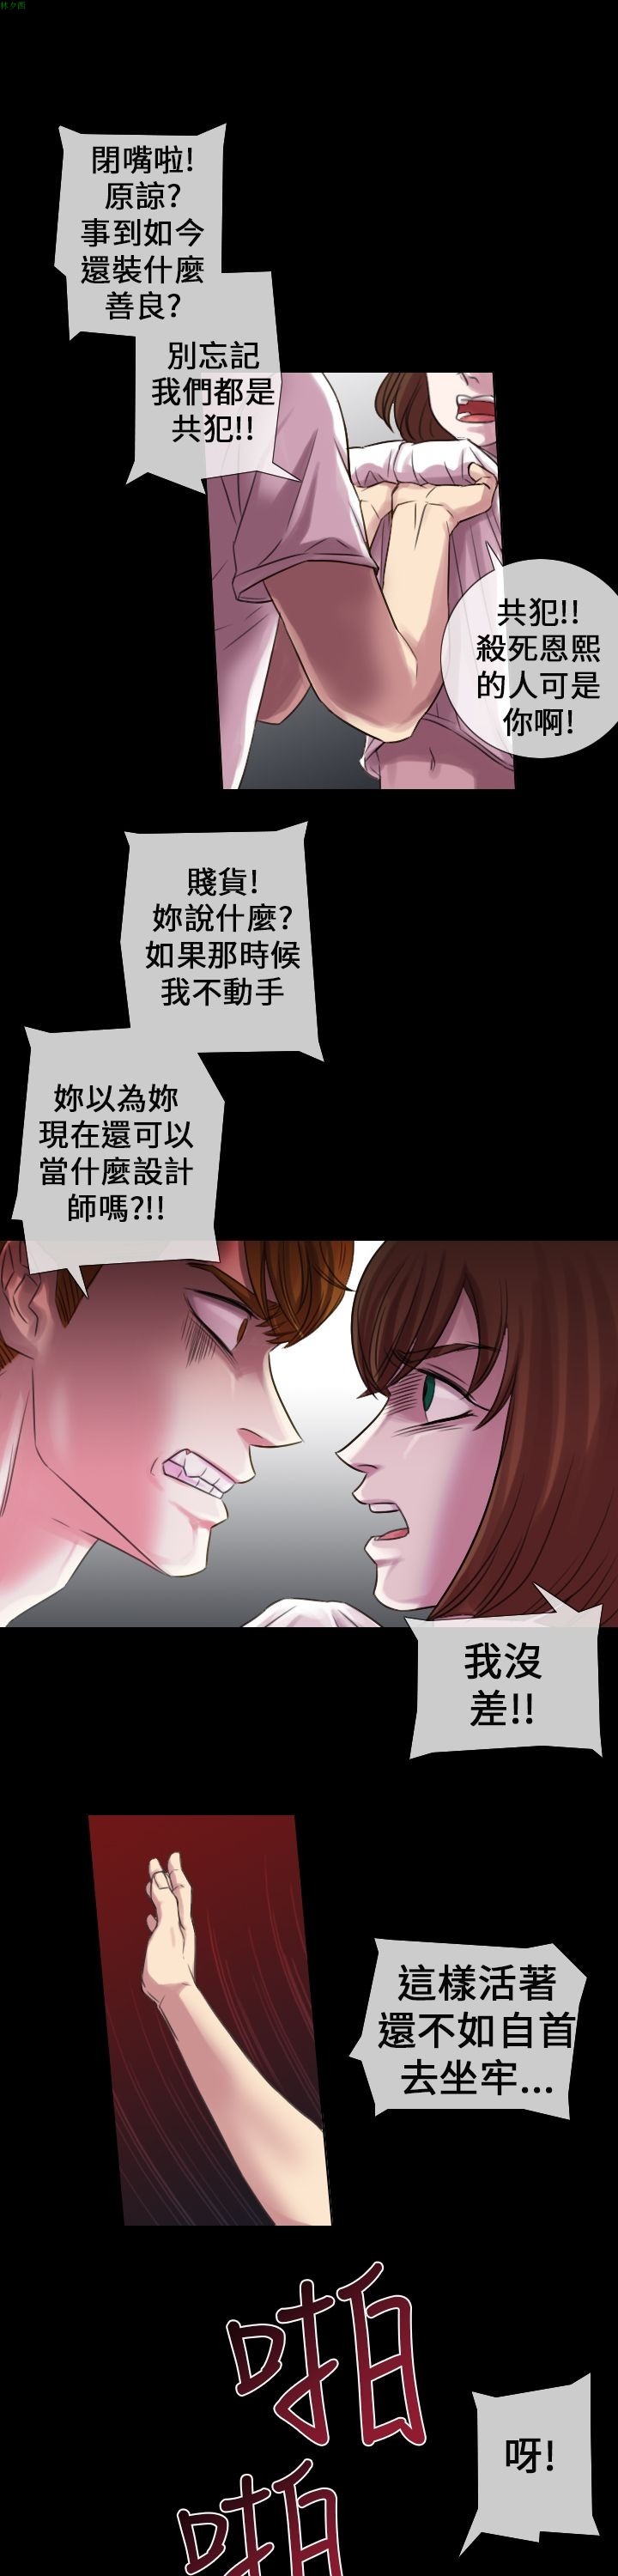 林夕西
閉嘴啦!
原諒?
事到如今
還裝什麼
善良?
別忘記
我們都是
共犯!!
共犯!!
殺死恩熙
的人可是
你啊!
賤貨!
妳說什麼?
如果那時候
我不動手
妳以為妳
現在還可以
當什麼設計
師嗎?!!
我沒
差!!
這樣活著
還不如自首
去坐牢...
啪
呀!
啪